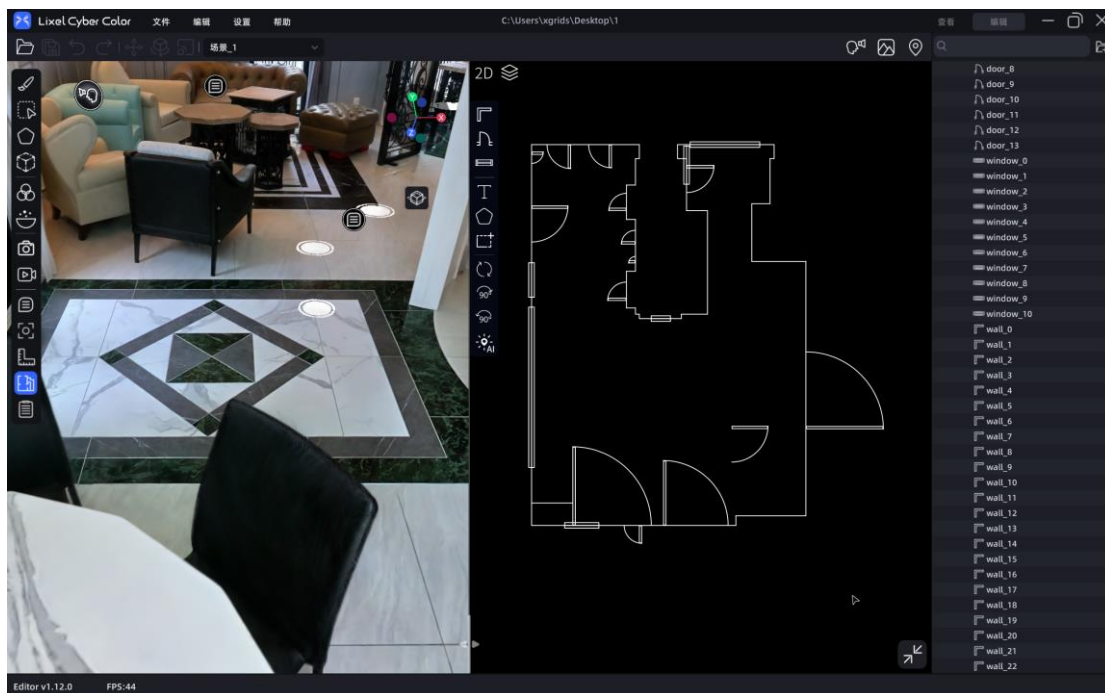 Lixel Cyber Color 文件 编辑 设置 帮助 C:\Users\xgrids\Desktop\1 查看 编辑
场景_1
2D
door_8
door_9
door_10
door_11
door_12
door_13
window_0
window_1
window_2
window_3
window_4
window_5
window_6
window_7
window_8
window_9
window_10
wall_0
wall_1
wall_2
wall_3
wall_4
wall_5
wall_6
wall_7
wall_8
wall_9
wall_10
wall_11
wall_12
wall_13
wall_14
wall_15
wall_16
wall_17
wall_18
wall_19
wall_20
wall_21
wall_22
T
90°
90°
AI
Y
X
Z
Editor v1.12.0 FPS:44